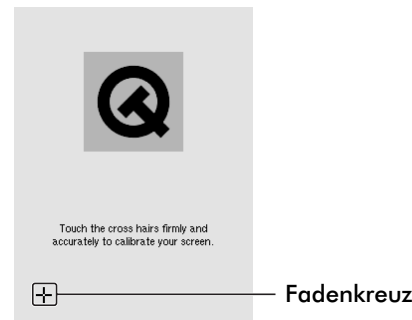 Touch the cross hairs firmly and
accurately to calibrate your screen.
Fadenkreuz